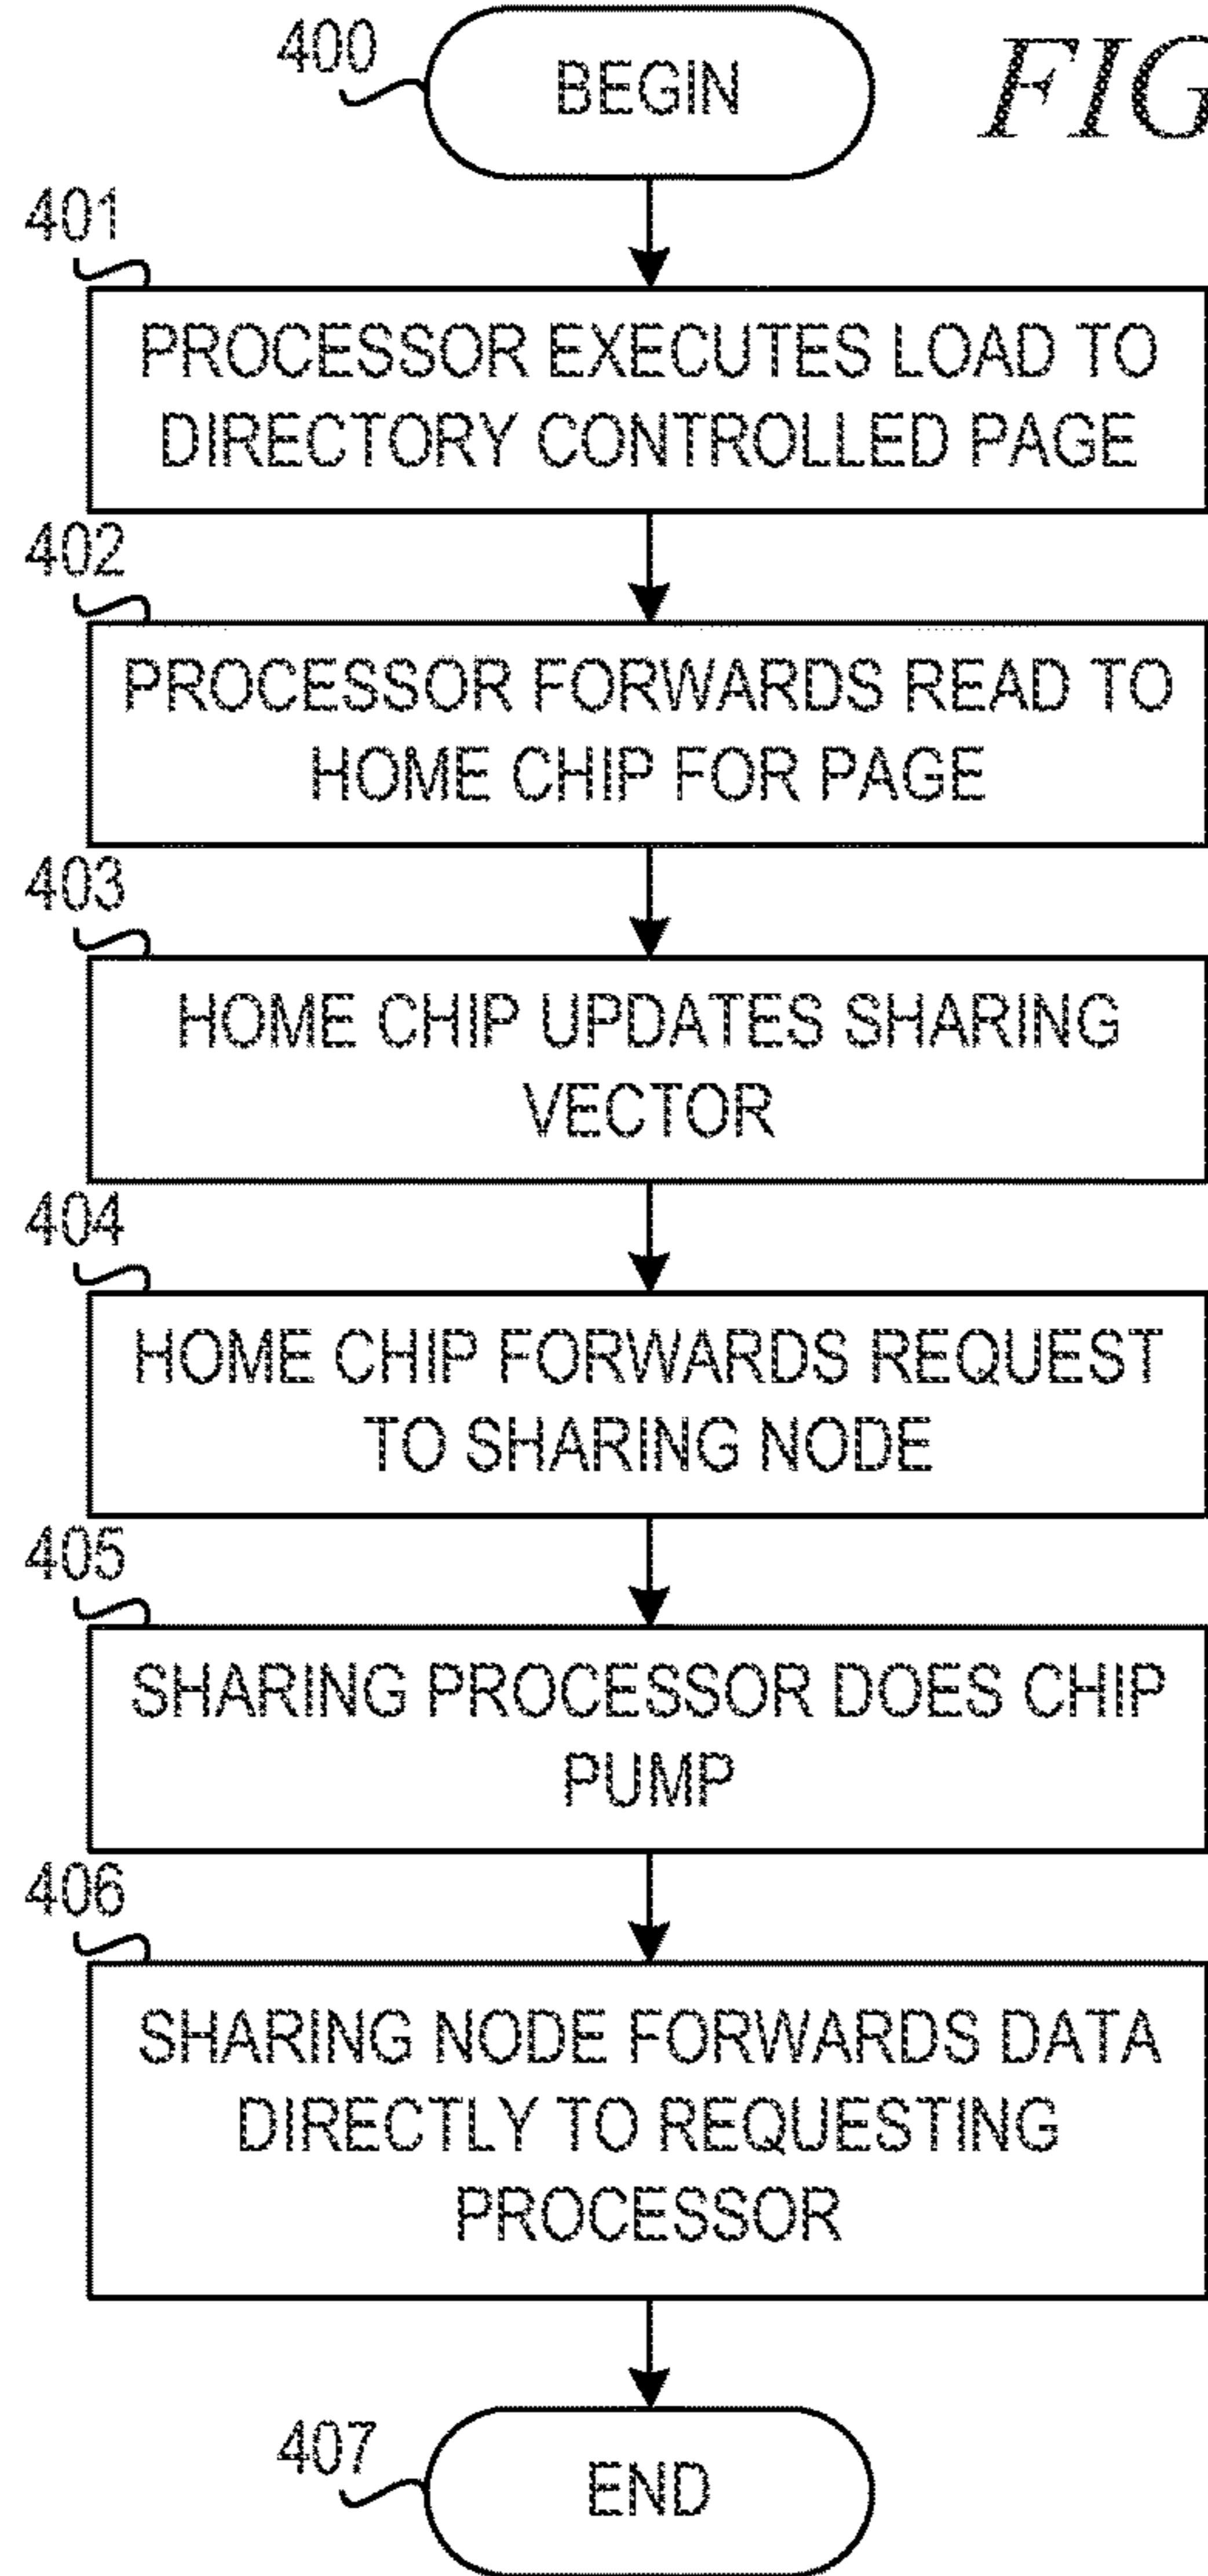 400
BEGIN
FIG
401
PROCESSOR EXECUTES LOAD TO
DIRECTORY CONTROLLED PAGE
402
PROCESSOR FORWARDS READ TO
HOME CHIP FOR PAGE
403
HOME CHIP UPDATES SHARING
VECTOR
404
HOME CHIP FORWARDS REQUEST
TO SHARING NODE
405
SHARING PROCESSOR DOES CHIP
PUMP
406
SHARING NODE FORWARDS DATA
DIRECTLY TO REQUESTING
PROCESSOR
407
END